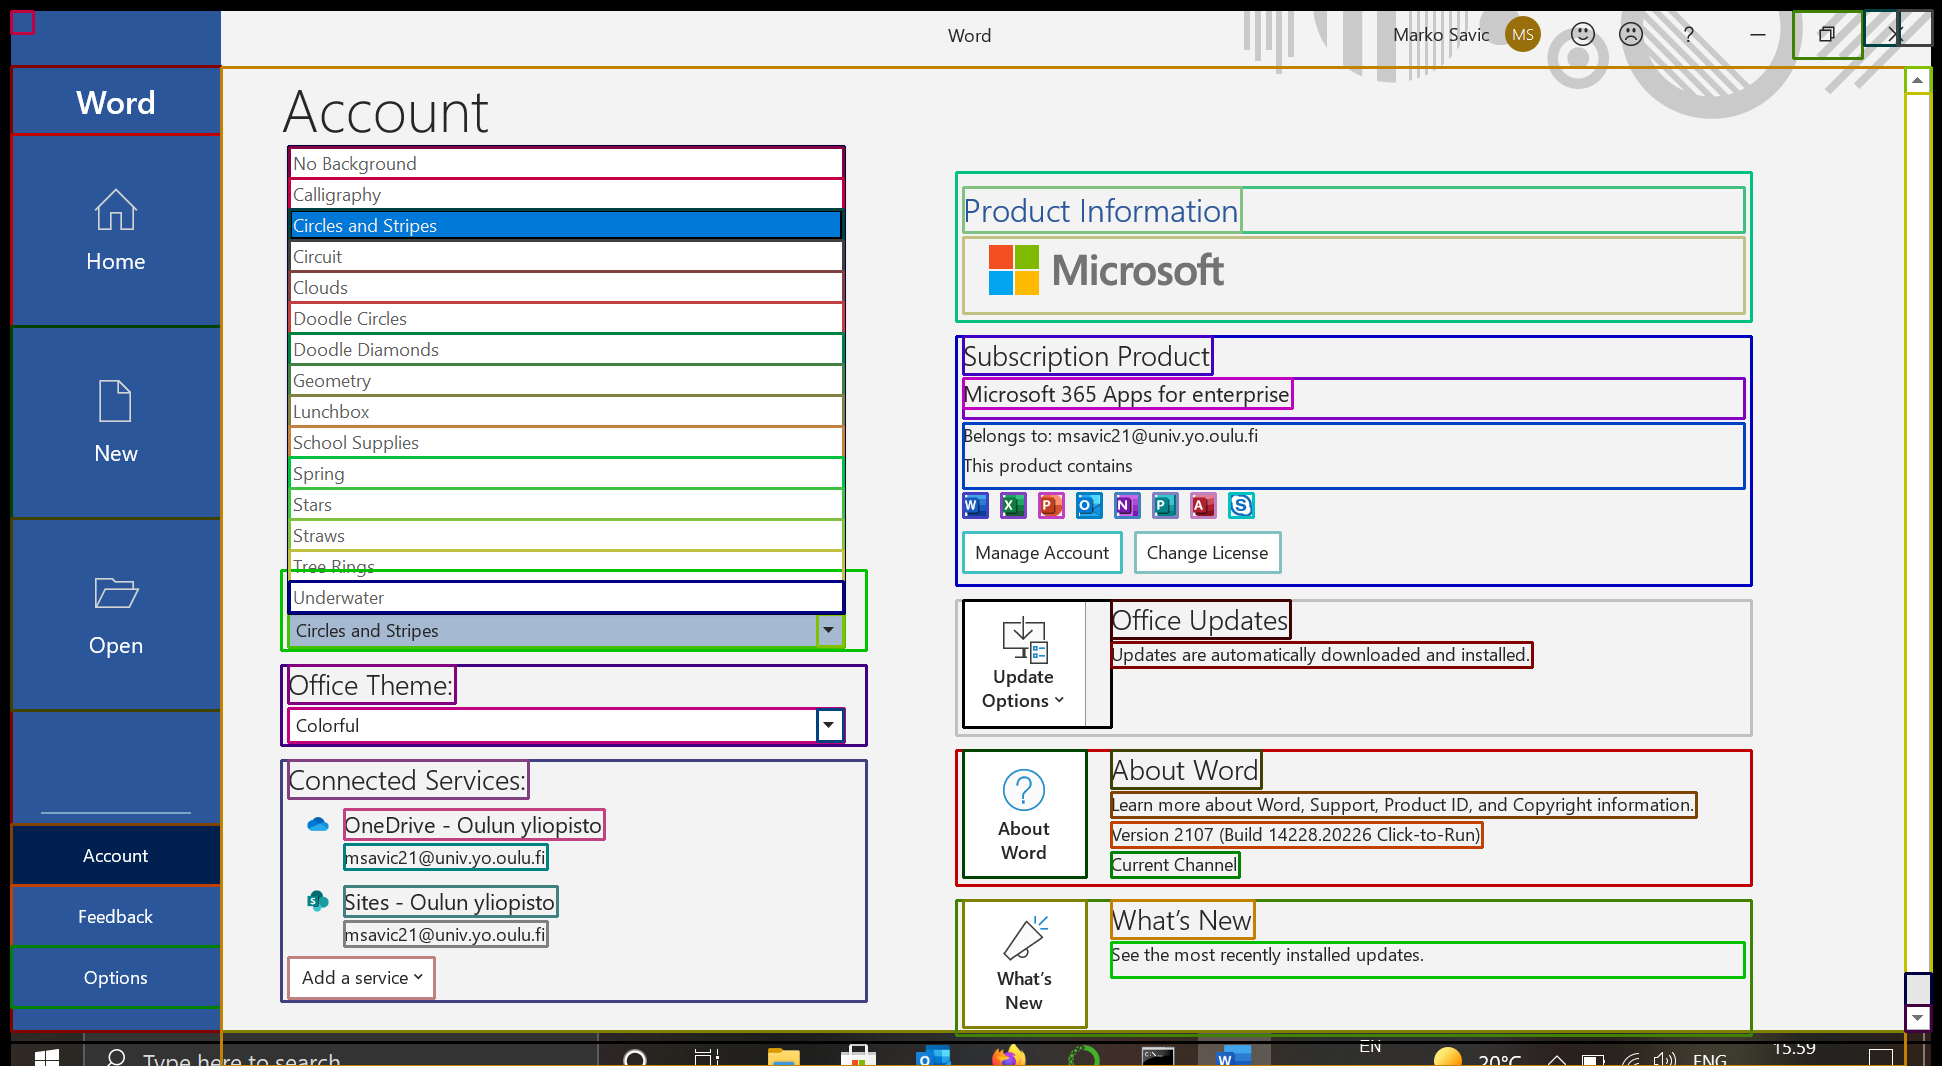 Word
Marko Savic
MS
?
Word
Home
New
Open
Account
Feedback
Options
Account
No Background
Calligraphy
Circles and Stripes
Circuit
Clouds
Doodle Circles
Doodle Diamonds
Geometry
Lunchbox
School Supplies
Spring
Stars
Straws
Tree Rings
Underwater
Circles and Stripes
Office Theme:
Colorful
Connected Services:
OneDrive - Oulun yliopisto
msavic21@univ.yo.oulu.fi
Sites - Oulun yliopisto
msavic21@univ.yo.oulu.fi
Add a service
Product Information
Microsoft
Subscription Product
Microsoft 365 Apps for enterprise
Belongs to: msavic21@univ.yo.oulu.fi
This product contains
W X P O N P A S
Manage Account
Change License
Update
Options
Office Updates
Updates are automatically downloaded and installed.
About
Word
About Word
Learn more about Word, Support, Product ID, and Copyright information.
Version 2107 (Build 14228.20226 Click-to-Run)
Current Channel
What's
New
What's New
See the most recently installed updates.
Type here to search
EN
20°C
ENG
15.59